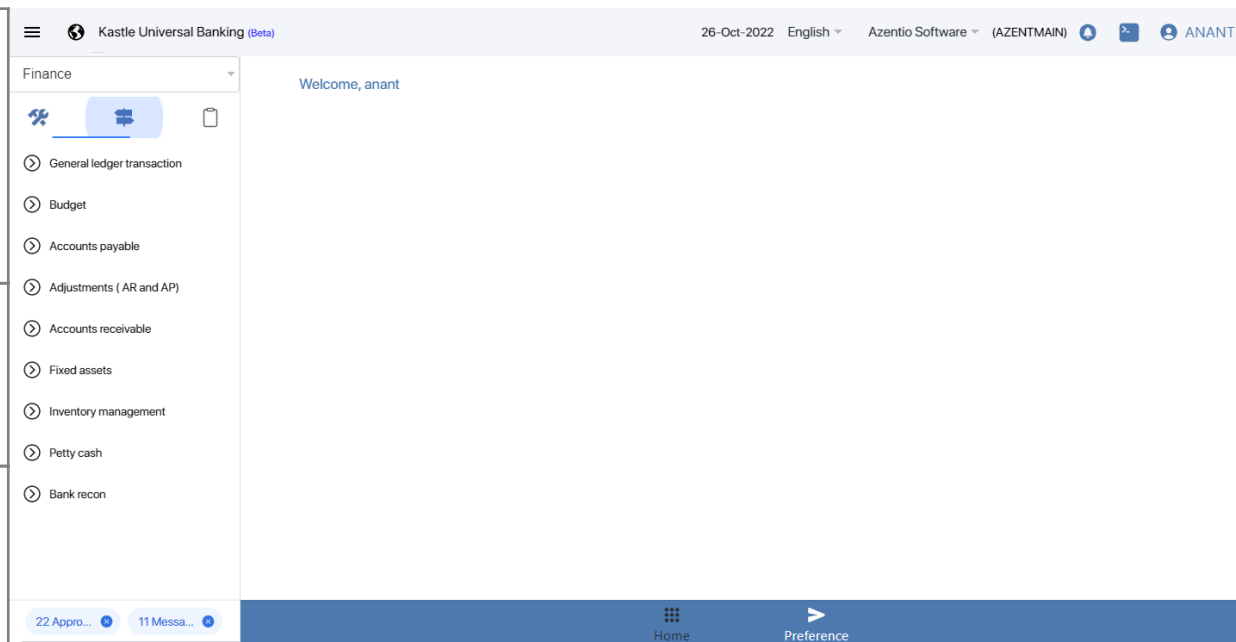 Kastle Universal Banking (Beta)
26-Oct-2022 English Azentio Software (AZENTMAIN) ANANT
Finance
Welcome, anant
General ledger transaction
Budget
Accounts payable
Adjustments ( AR and AP)
Accounts receivable
Fixed assets
Inventory management
Petty cash
Bank recon
22 Appro... 11 Messa...
Home Preference